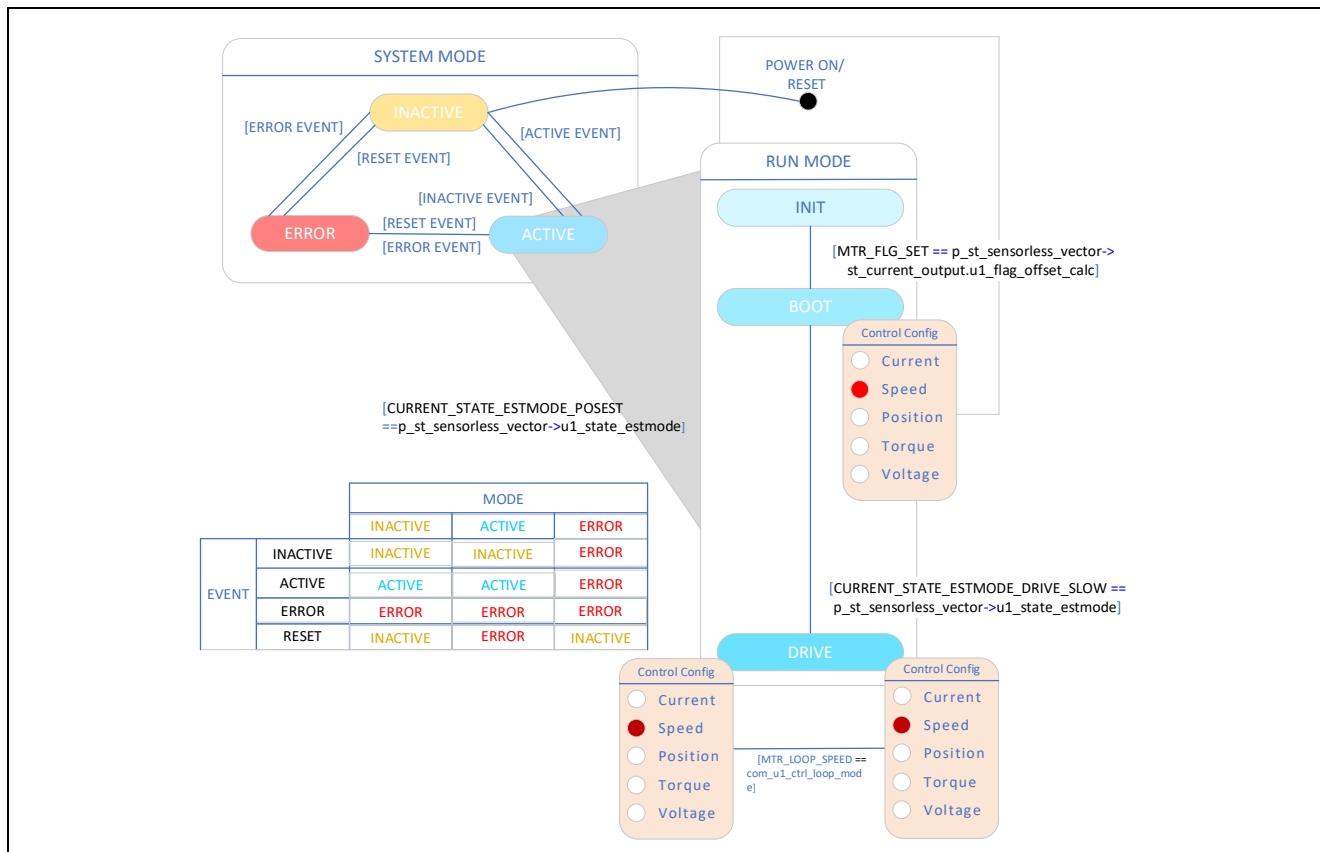 SYSTEM MODE
INACTIVE
[ERROR EVENT]
[ACTIVE EVENT]
[RESET EVENT]
[INACTIVE EVENT]
ERROR
[RESET EVENT]
[ERROR EVENT]
ACTIVE
POWER ON/
RESET
RUN MODE
INIT
[MTR_FLG_SET == p_st_sensorless_vector->
st_current_output.u1_flag_offset_calc]
BOOT
Control Config
Current
Speed
Position
Torque
Voltage
[CURRENT_STATE_ESTMODE_POSEST
==p_st_sensorless_vector->u1_state_estmode]
MODE
INACTIVE ACTIVE ERROR
EVENT
INACTIVE INACTIVE INACTIVE ERROR
ACTIVE ACTIVE ACTIVE ERROR
ERROR ERROR ERROR ERROR
RESET INACTIVE ERROR INACTIVE
[CURRENT_STATE_ESTMODE_DRIVE_SLOW ==
p_st_sensorless_vector->u1_state_estmode]
DRIVE
Control Config
Current
Speed
Position
Torque
Voltage
[MTR_LOOP_SPEED ==
com_u1_ctrl_loop_mod
e]
Control Config
Current
Speed
Position
Torque
Voltage